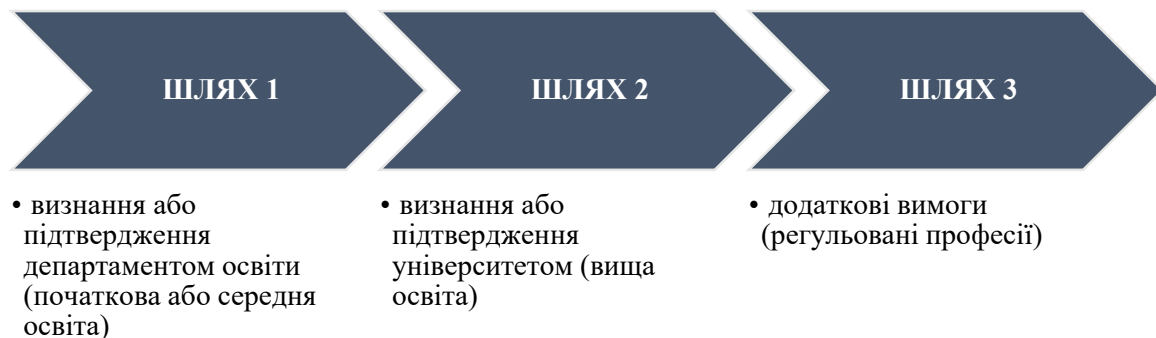 ШЛЯХ 1
ШЛЯХ 2
ШЛЯХ 3
• визнання або
підтвердження
департаментом освіти
(початкова або середня
освіта)
• визнання або
підтвердження
університетом (вища
освіта)
• додаткові вимоги
(регульовані професії)